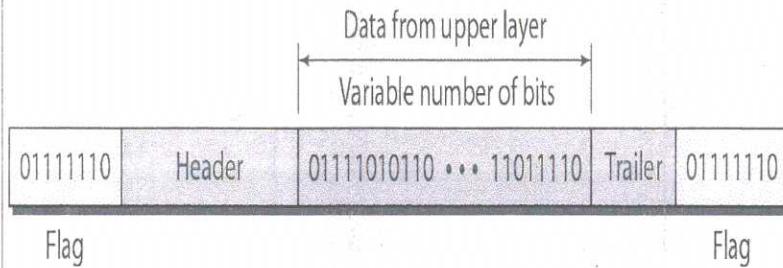 Data from upper layer
Variable number of bits
01111110 Header 01111010110 ••• 11011110 Trailer 01111110
Flag Flag